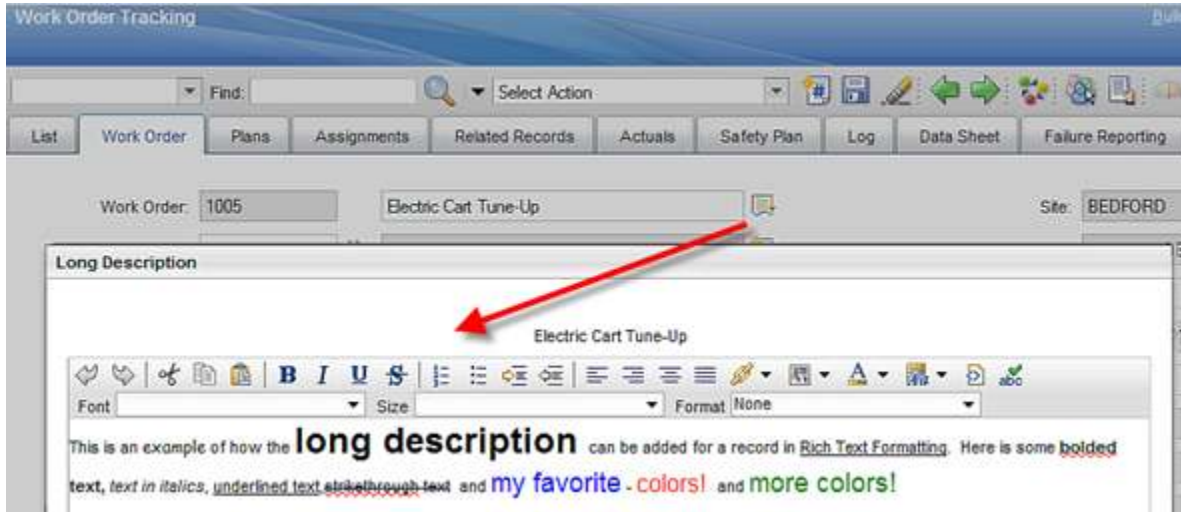 Work Order Tracking
Find: Select Action
List Work Order Plans Assignments Related Records Actuals Safety Plan Log Data Sheet Failure Reporting
Work Order: 1005 Electric Cart Tune-Up Site: BEDFORD
Long Description
Electric Cart Tune-Up
B I U S A abc
Font Size Format None
This is an example of how the long description can be added for a record in Rich Text Formatting. Here is some bolded
text, text in italics, underlined text strikethrough text and my favorite - colors! and more colors!